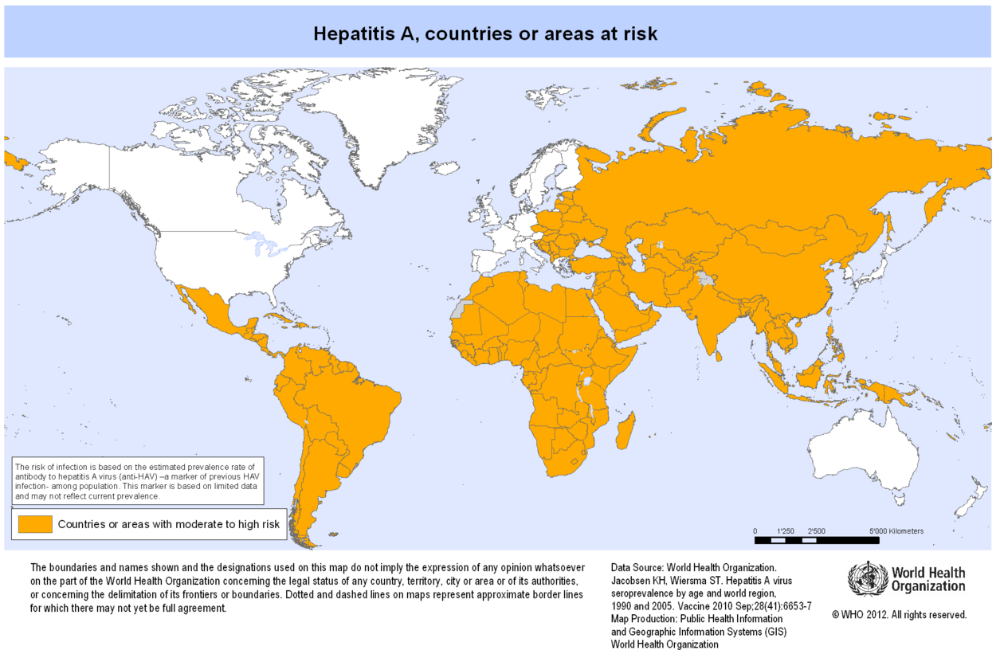 Hepatitis A, countries or areas at risk
The risk of infection is based on the estimated prevalence rate of
antibody to hepatitis A virus (anti-HAV) –a marker of previous HAV
infection- among population. This marker is based on limited data
and may not reflect current prevalence.
Countries or areas with moderate to high risk
0 1'250 2'500 5'000 Kilometers
The boundaries and names shown and the designations used on this map do not imply the expression of any opinion whatsoever
on the part of the World Health Organization concerning the legal status of any country, territory, city or area or of its authorities,
or concerning the delimitation of its frontiers or boundaries. Dotted and dashed lines on maps represent approximate border lines
for which there may not yet be full agreement.
Data Source: World Health Organization.
Jacobsen KH, Wiersma ST. Hepatitis A virus
seroprevalence by age and world region,
1990 and 2005. Vaccine 2010 Sep;28(41):6653-7
Map Production: Public Health Information
and Geographic Information Systems (GIS)
World Health Organization
World Health
Organization
© WHO 2012. All rights reserved.